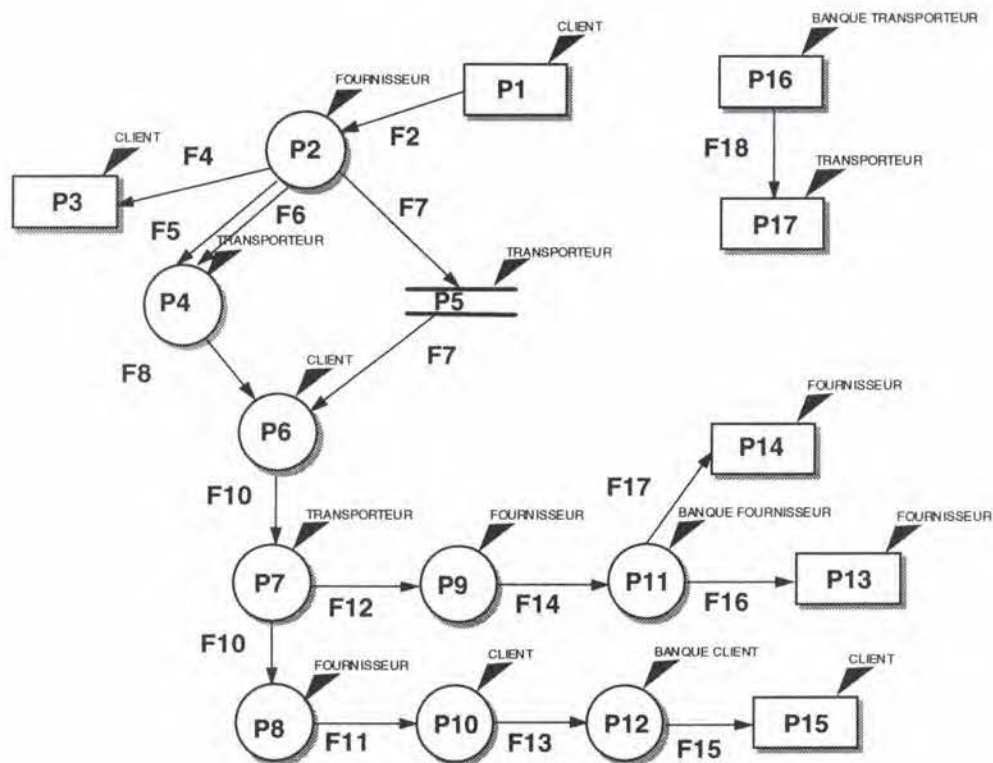 CLIENT
BANQUE TRANSPORTEUR
P1
P16
FOURNISSEUR
P2
F2
CLIENT
F4
F18
P3
TRANSPORTEUR
F6
F7
P17
F5
TRANSPORTEUR
TRANSPORTEUR
P4
P5
F8
CLIENT
F7
P6
FOURNISSEUR
P14
F10
F17
TRANSPORTEUR
FOURNISSEUR
BANQUE FOURNISSEUR
FOURNISSEUR
P7
P9
P11
P13
F12
F14
F16
F10
FOURNISSEUR
CLIENT
BANQUE CLIENT
CLIENT
P8
P10
P12
P15
F11
F13
F15